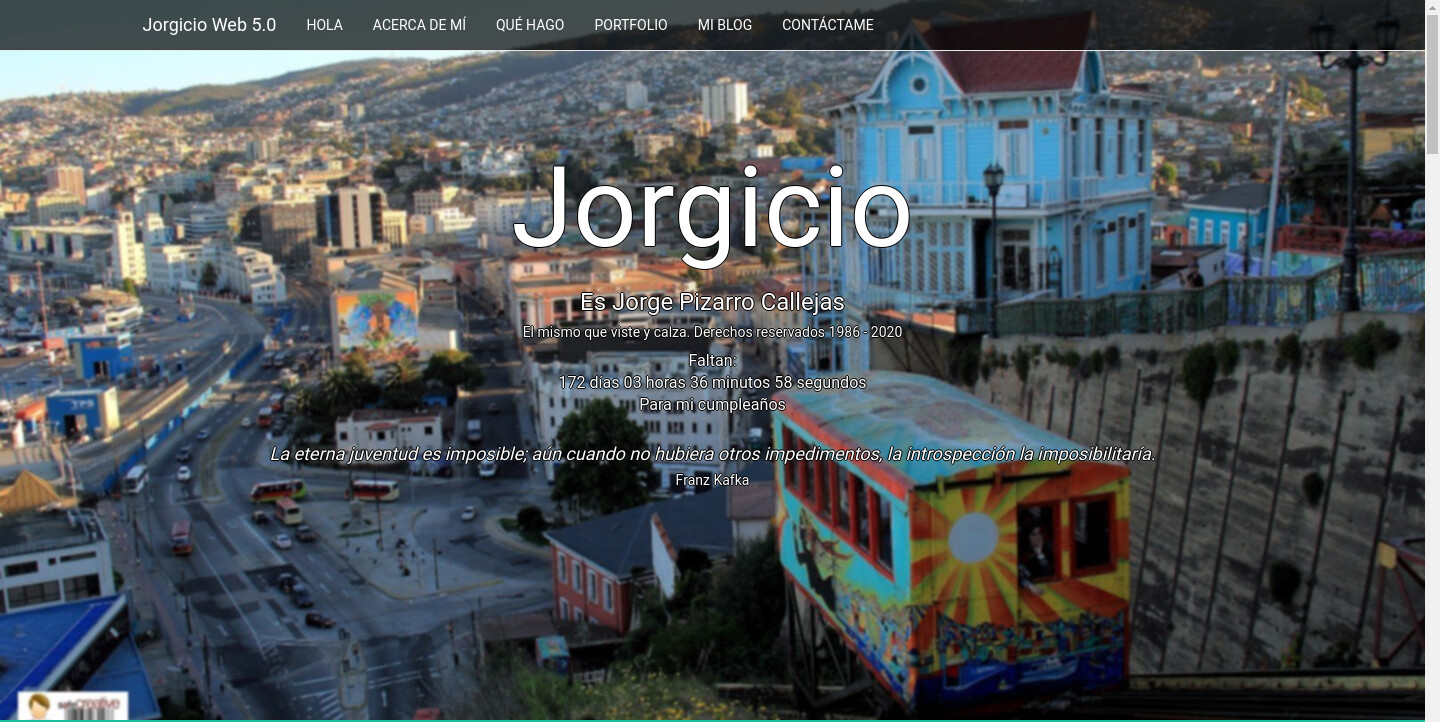 Jorgicio Web 5.0 HOLA ACERCA DE MÍ QUÉ HAGO PORTFOLIO MI BLOG CONTÁCTAME
Jorgicio
Es Jorge Pizarro Callejas
El mismo que viste y calza. Derechos reservados 1986 - 2020
Faltan:
172 días 03 horas 36 minutos 58 segundos
Para mi cumpleaños
La eterna juventud es imposible; aún cuando no hubiera otros impedimentos, la introspección la imposibilitaría.
Franz Kafka
TPS
safeCreative